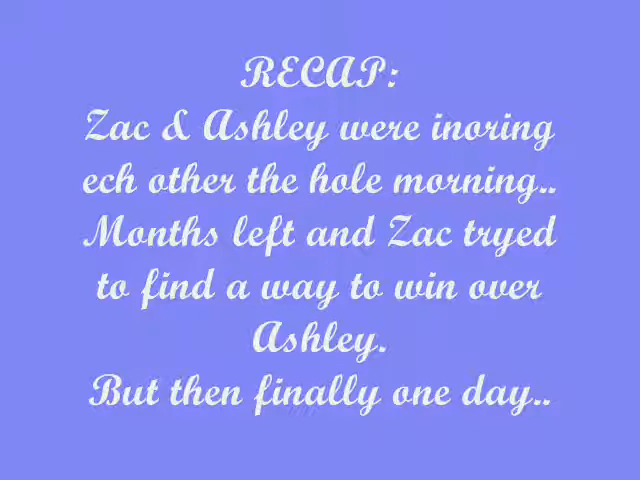 RECAP:
Zac & Ashley were inoring
ech other the hole morning..
Months left and Zac tryed
to find a way to win over
Ashley.
But then finally one day..